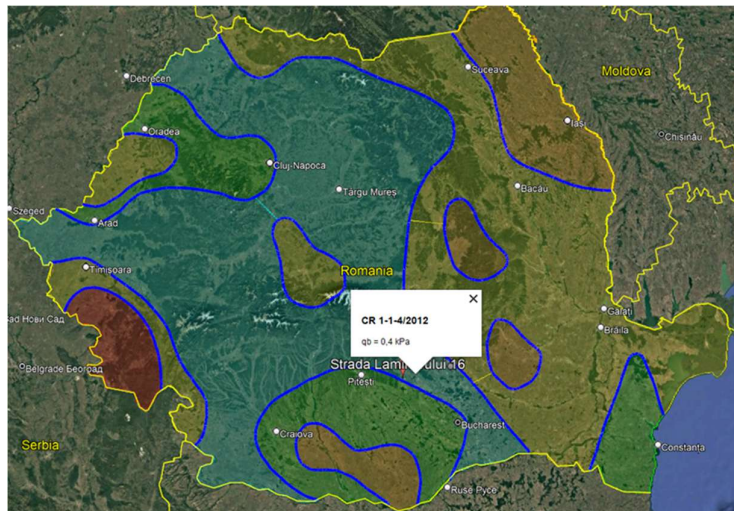 Suceava
Moldova
Debrecen
Iași
Chișinău
Oradea
Cluj-Napoca
Târgu Mureș
Bacău
Szeged
Arad
Timișoara
Romania
×
CR 1-1-4/2012
qb = 0,4 kPa
Galați
Brăila
Нови Сад
Strada
16
Pitești
Belgrade Београд
Craiova
Bucharest
Constanța
Serbia
Ruse Русе